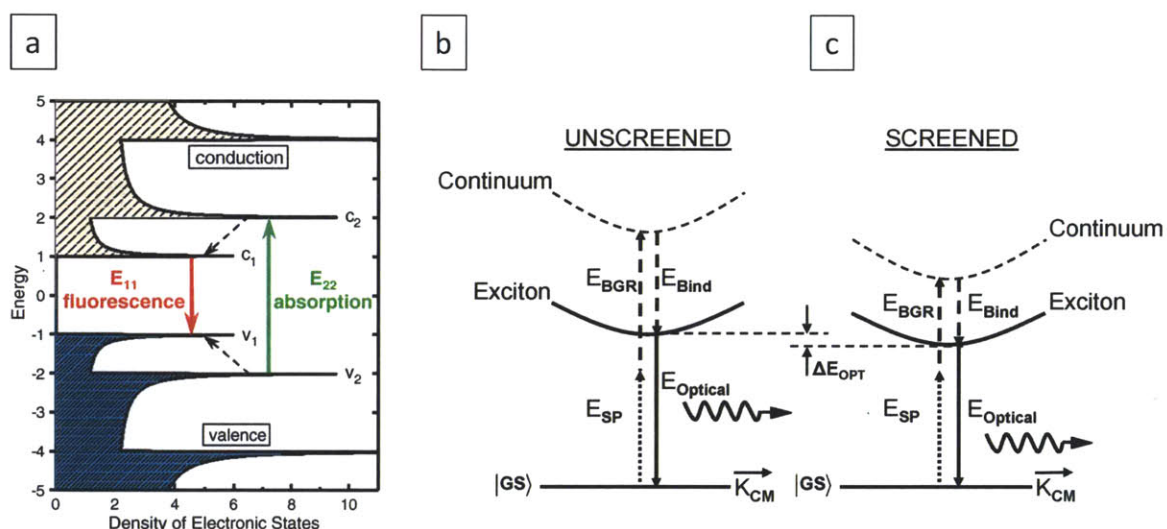 a
5
4
3
2
1
0
-1
-2
-3
-4
-5
Energy
conduction
c2
c1
E11
fluorescence
E22
absorption
v1
v2
valence
0 2 4 6 8 10
Density of Electronic States
b
UNSCREENED
Continuum
EBGR
EBind
Exciton
ΔEOPT
EOptical
ESP
|GS⟩
KCM
c
SCREENED
Continuum
EBGR
EBind
Exciton
ESP
EOptical
|GS⟩
KCM